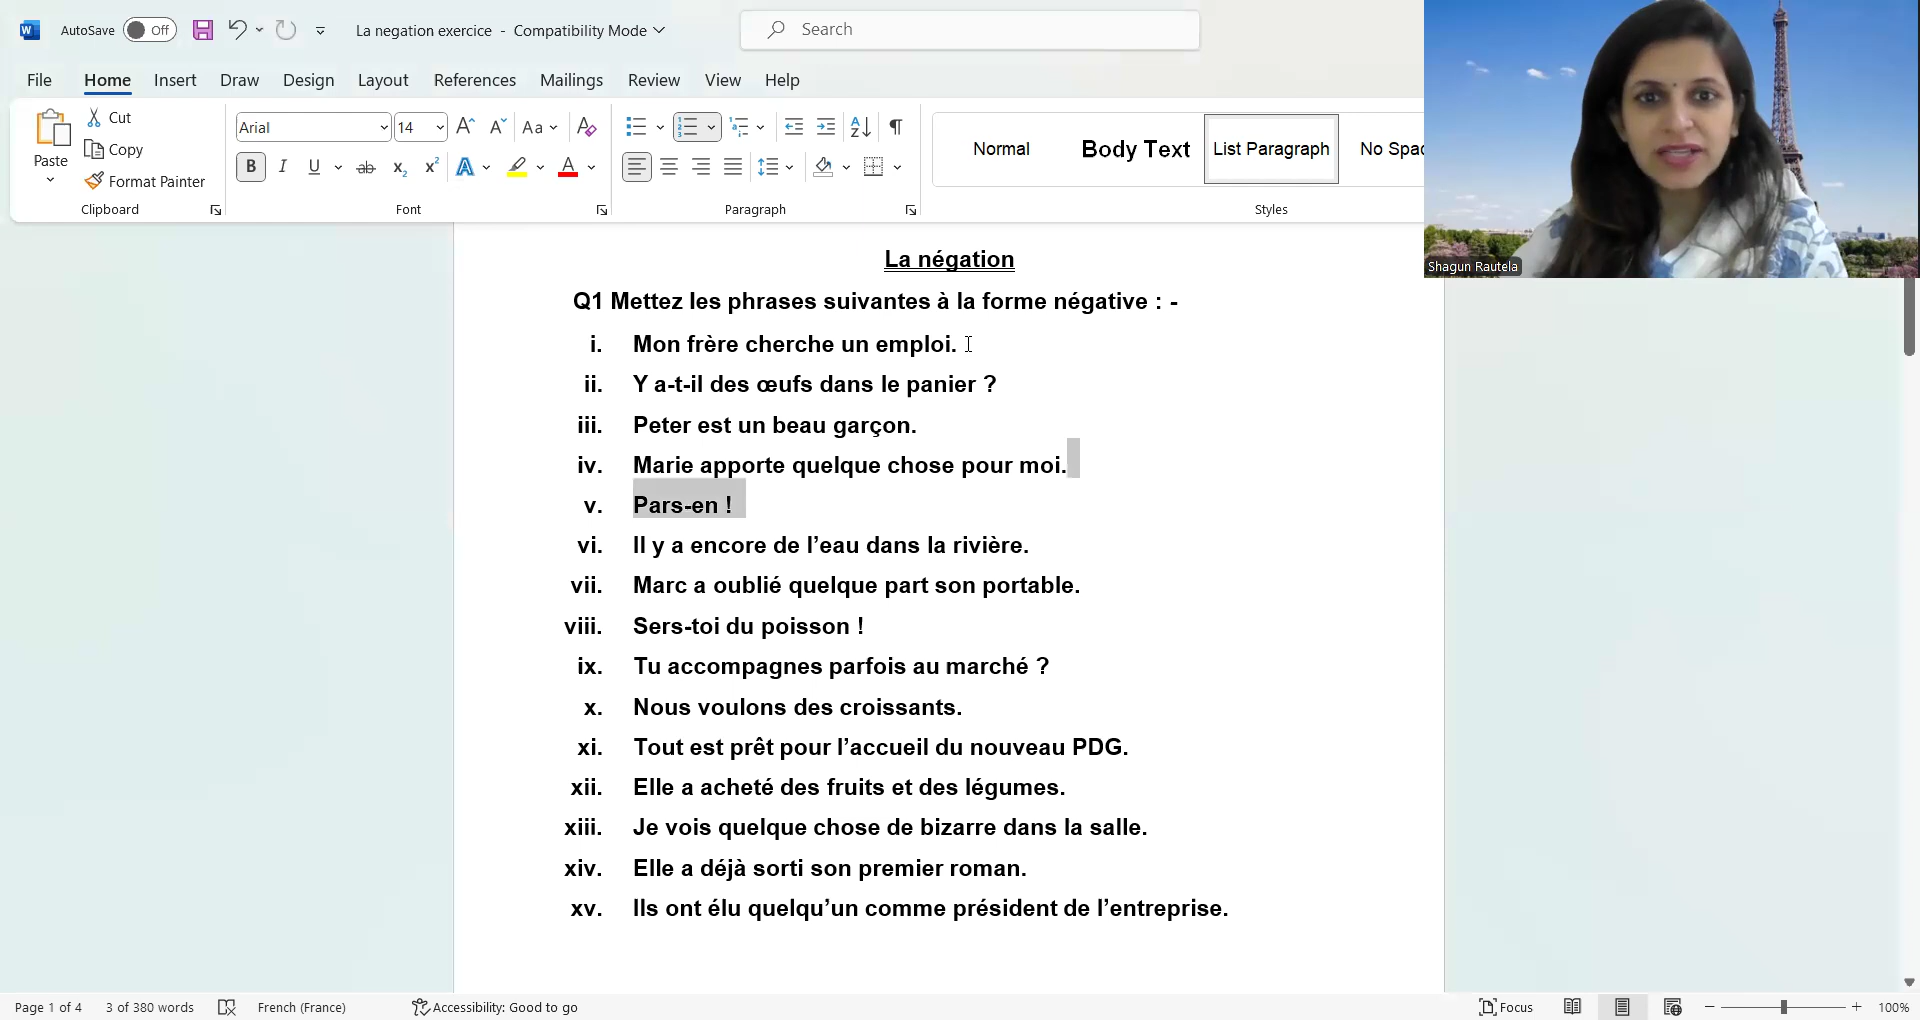 AutoSave Off La negation exercice - Compatibility Mode Search
File Home Insert Draw Design Layout References Mailings Review View Help
Paste Cut Copy Format Painter
Clipboard
Arial 14 Aa
B I U ab x₂ x² A A
Font
Paragraph
Normal Body Text List Paragraph No Spac
Styles
Shagun Rautela
La négation
Q1 Mettez les phrases suivantes à la forme négative : -
i. Mon frère cherche un emploi.
ii. Y a-t-il des œufs dans le panier ?
iii. Peter est un beau garçon.
iv. Marie apporte quelque chose pour moi.
v. Pars-en !
vi. Il y a encore de l’eau dans la rivière.
vii. Marc a oublié quelque part son portable.
viii. Sers-toi du poisson !
ix. Tu accompagnes parfois au marché ?
x. Nous voulons des croissants.
xi. Tout est prêt pour l’accueil du nouveau PDG.
xii. Elle a acheté des fruits et des légumes.
xiii. Je vois quelque chose de bizarre dans la salle.
xiv. Elle a déjà sorti son premier roman.
xv. Ils ont élu quelqu’un comme président de l’entreprise.
Page 1 of 4 3 of 380 words French (France) Accessibility: Good to go Focus 100%